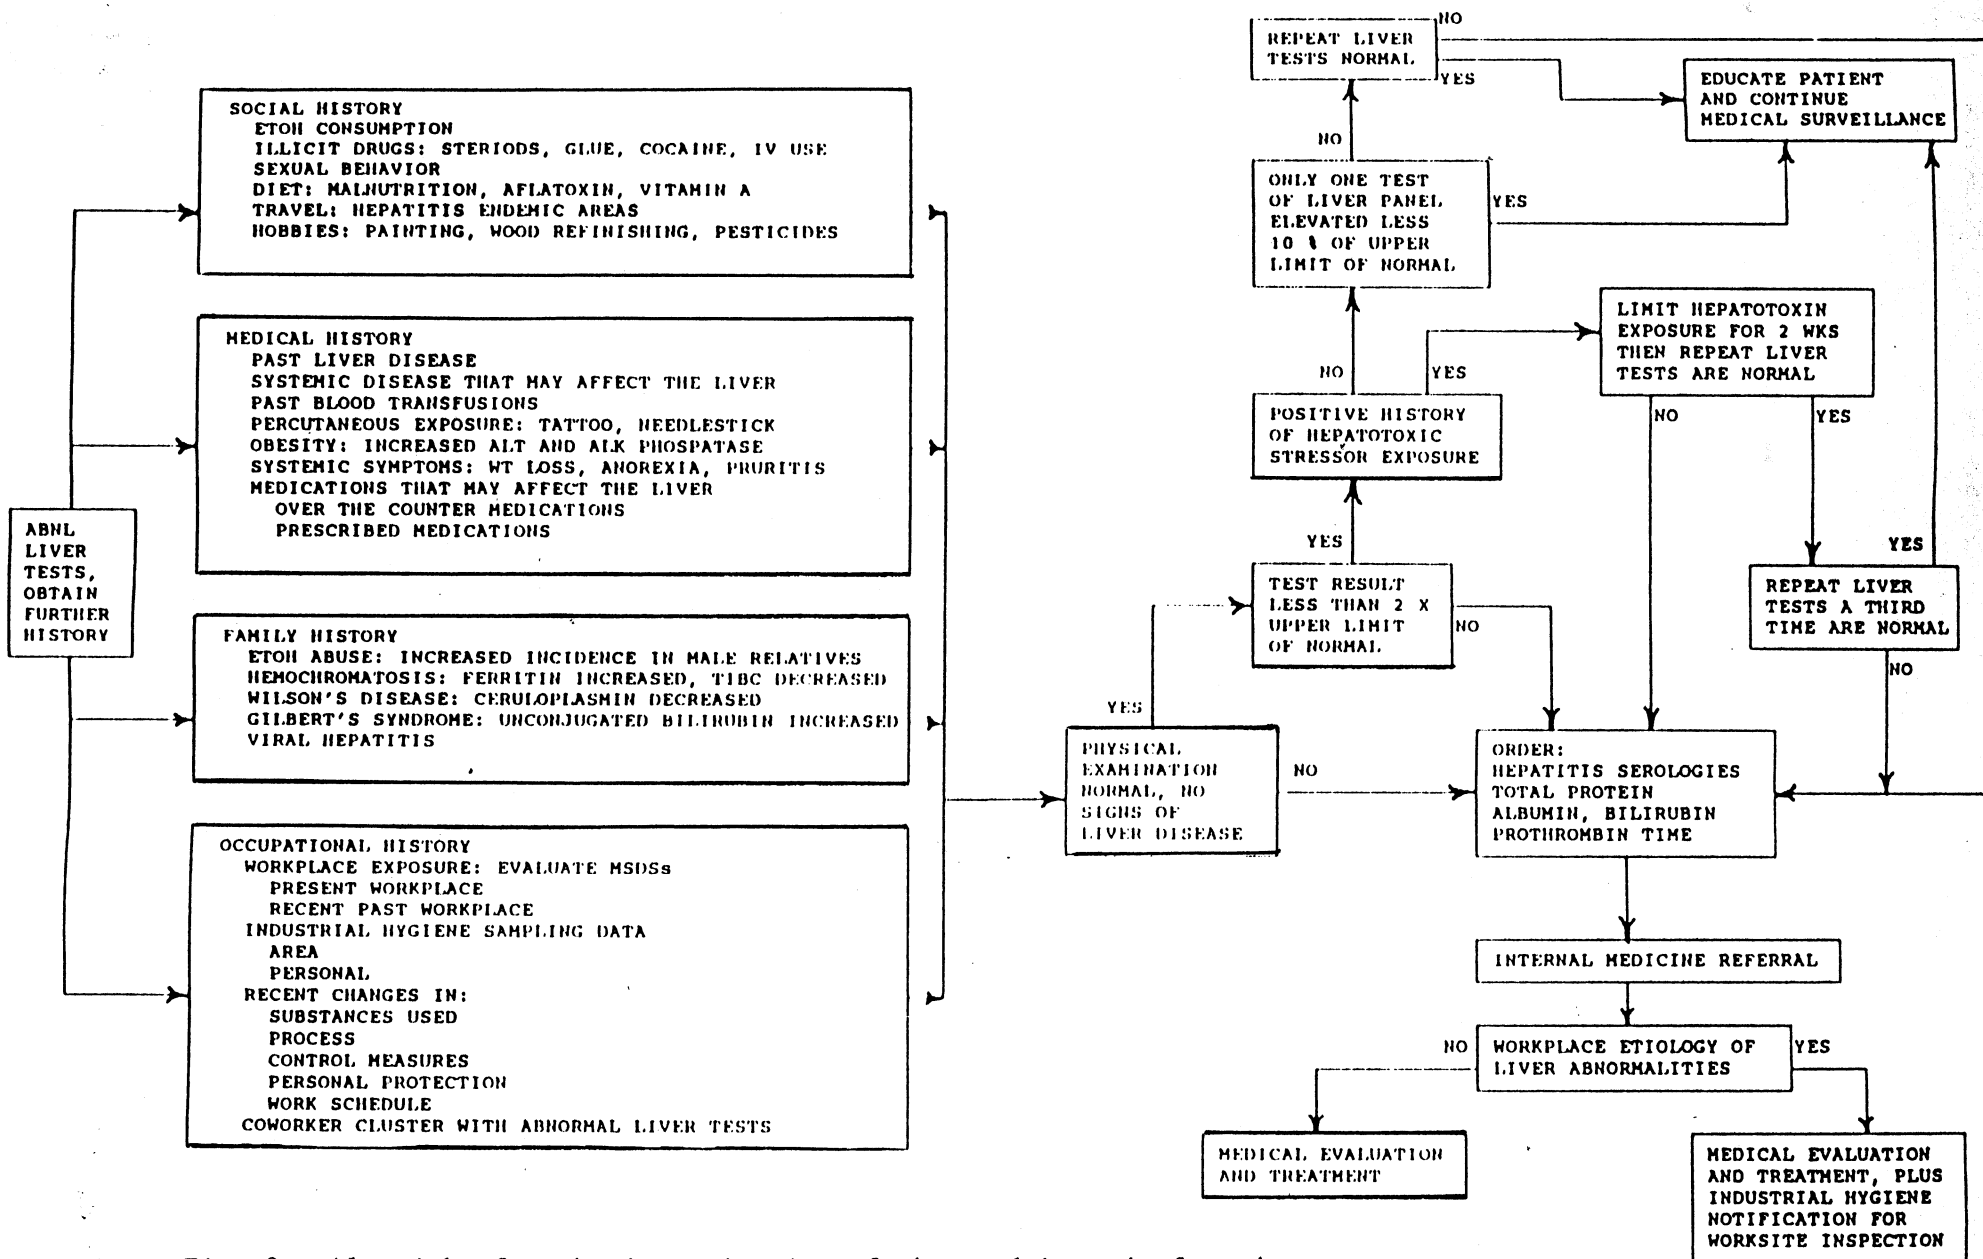 SOCIAL HISTORY
ETOH CONSUMPTION
ILLICIT DRUGS: STERIODS, GLUE, COCAINE, IV USE
SEXUAL BEHAVIOR
DIET: MALNUTRITION, AFLATOXIN, VITAMIN A
TRAVEL: HEPATITIS ENDEMIC AREAS
HOBBIES: PAINTING, WOOD REFINISHING, PESTICIDES
MEDICAL HISTORY
PAST LIVER DISEASE
SYSTEMIC DISEASE THAT MAY AFFECT THE LIVER
PAST BLOOD TRANSFUSIONS
PERCUTANEOUS EXPOSURE: TATTOO, NEEDLESTICK
OBESITY: INCREASED ALT AND ALK PHOSPATASE
SYSTEMIC SYMPTOMS: WT LOSS, ANOREXIA, PRURITIS
MEDICATIONS THAT MAY AFFECT THE LIVER
OVER THE COUNTER MEDICATIONS
PRESCRIBED MEDICATIONS
ABNL
LIVER
TESTS,
OBTAIN
FURTHER
HISTORY
FAMILY HISTORY
ETOH ABUSE: INCREASED INCIDENCE IN MALE RELATIVES
HEMOCHROMATOSIS: FERRITIN INCREASED, TIBC DECREASED
WILSON'S DISEASE: CERULOPLASMIN DECREASED
GILBERT'S SYNDROME: UNCONJUGATED BILIRUBIN INCREASED
VIRAL HEPATITIS
OCCUPATIONAL HISTORY
WORKPLACE EXPOSURE: EVALUATE MSDSs
PRESENT WORKPLACE
RECENT PAST WORKPLACE
INDUSTRIAL HYGIENE SAMPLING DATA
AREA
PERSONAL
RECENT CHANGES IN:
SUBSTANCES USED
PROCESS
CONTROL MEASURES
PERSONAL PROTECTION
WORK SCHEDULE
COWORKER CLUSTER WITH ABNORMAL LIVER TESTS
NO
REPEAT LIVER
TESTS NORMAL
YES
EDUCATE PATIENT
AND CONTINUE
MEDICAL SURVEILLANCE
NO
ONLY ONE TEST
OF LIVER PANEL
ELEVATED LESS
10 % OF UPPER
LIMIT OF NORMAL
YES
LIMIT HEPATOTOXIN
EXPOSURE FOR 2 WKS
THEN REPEAT LIVER
TESTS ARE NORMAL
NO
YES
POSITIVE HISTORY
OF HEPATOTOXIC
STRESSOR EXPOSURE
NO
YES
YES
TEST RESULT
LESS THAN 2 X
UPPER LIMIT
OF NORMAL
NO
YES
REPEAT LIVER
TESTS A THIRD
TIME ARE NORMAL
NO
YES
PHYSICAL
EXAMINATION
NORMAL, NO
SIGNS OF
LIVER DISEASE
NO
ORDER:
HEPATITIS SEROLOGIES
TOTAL PROTEIN
ALBUMIN, BILIRUBIN
PROTHROMBIN TIME
INTERNAL MEDICINE REFERRAL
NO
WORKPLACE ETIOLOGY OF
LIVER ABNORMALITIES
YES
MEDICAL EVALUATION
AND TREATMENT
MEDICAL EVALUATION
AND TREATMENT, PLUS
INDUSTRIAL HYGIENE
NOTIFICATION FOR
WORKSITE INSPECTION